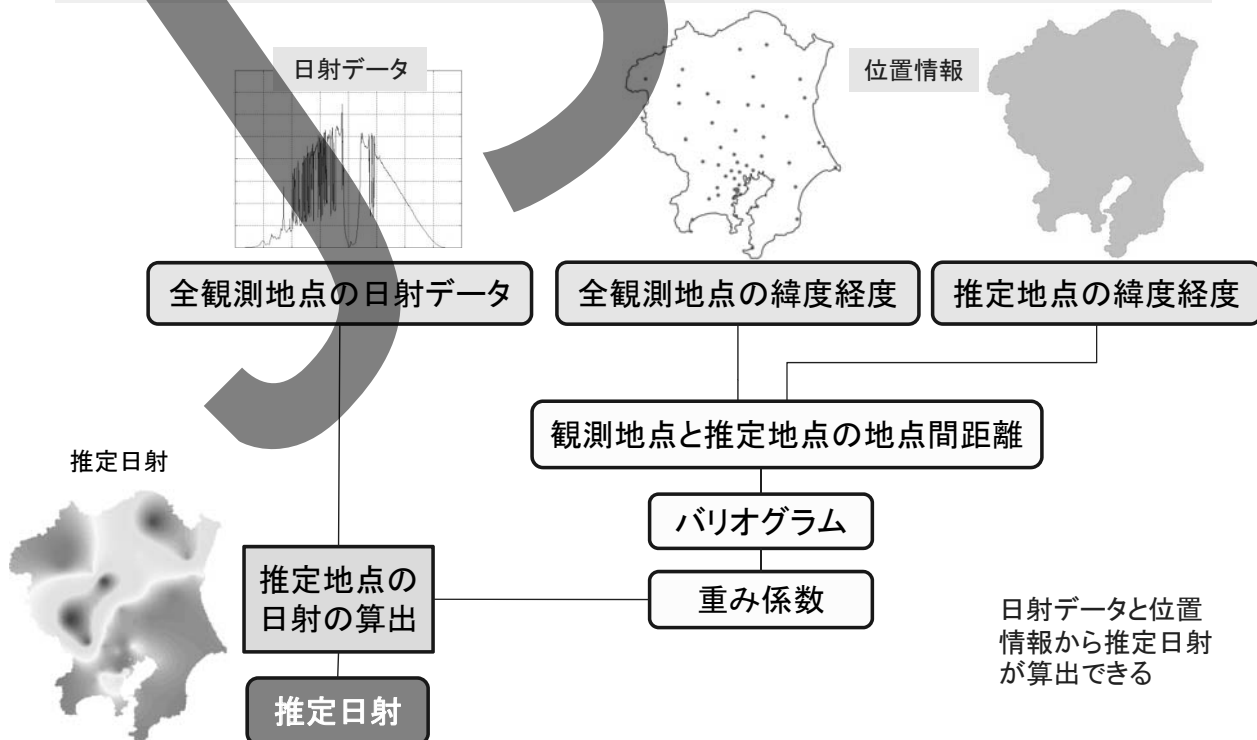 日射データ
位置情報
全観測地点の日射データ
全観測地点の緯度経度
推定地点の緯度経度
観測地点と推定地点の地点間距離
推定日射
バリオグラム
推定地点の
日射の算出
重み係数
日射データと位置
情報から推定日射
が算出できる
推定日射